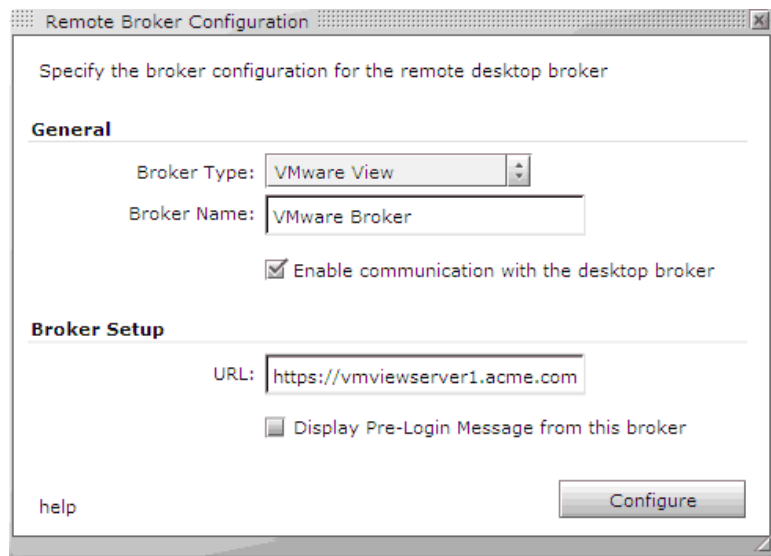 Remote Broker Configuration
Specify the broker configuration for the remote desktop broker
General
Broker Type: VMware View
Broker Name: VMware Broker
Enable communication with the desktop broker
Broker Setup
URL: https://vmviewserver1.acme.com
Display Pre-Login Message from this broker
help Configure